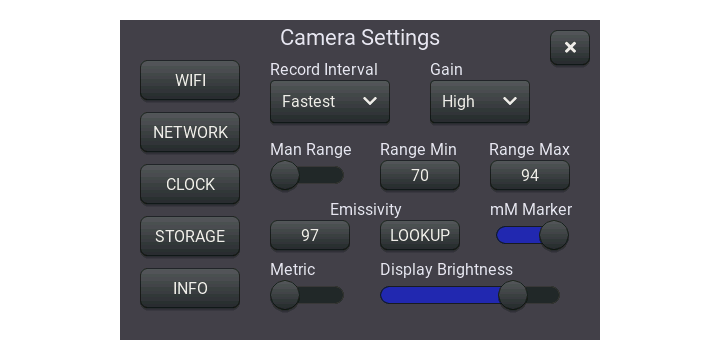 Camera Settings
WIFI
NETWORK
CLOCK
STORAGE
INFO
Record Interval
Gain
Fastest
High
Man Range
Range Min
Range Max
70
94
Emissivity
mM Marker
97
LOOKUP
Metric
Display Brightness